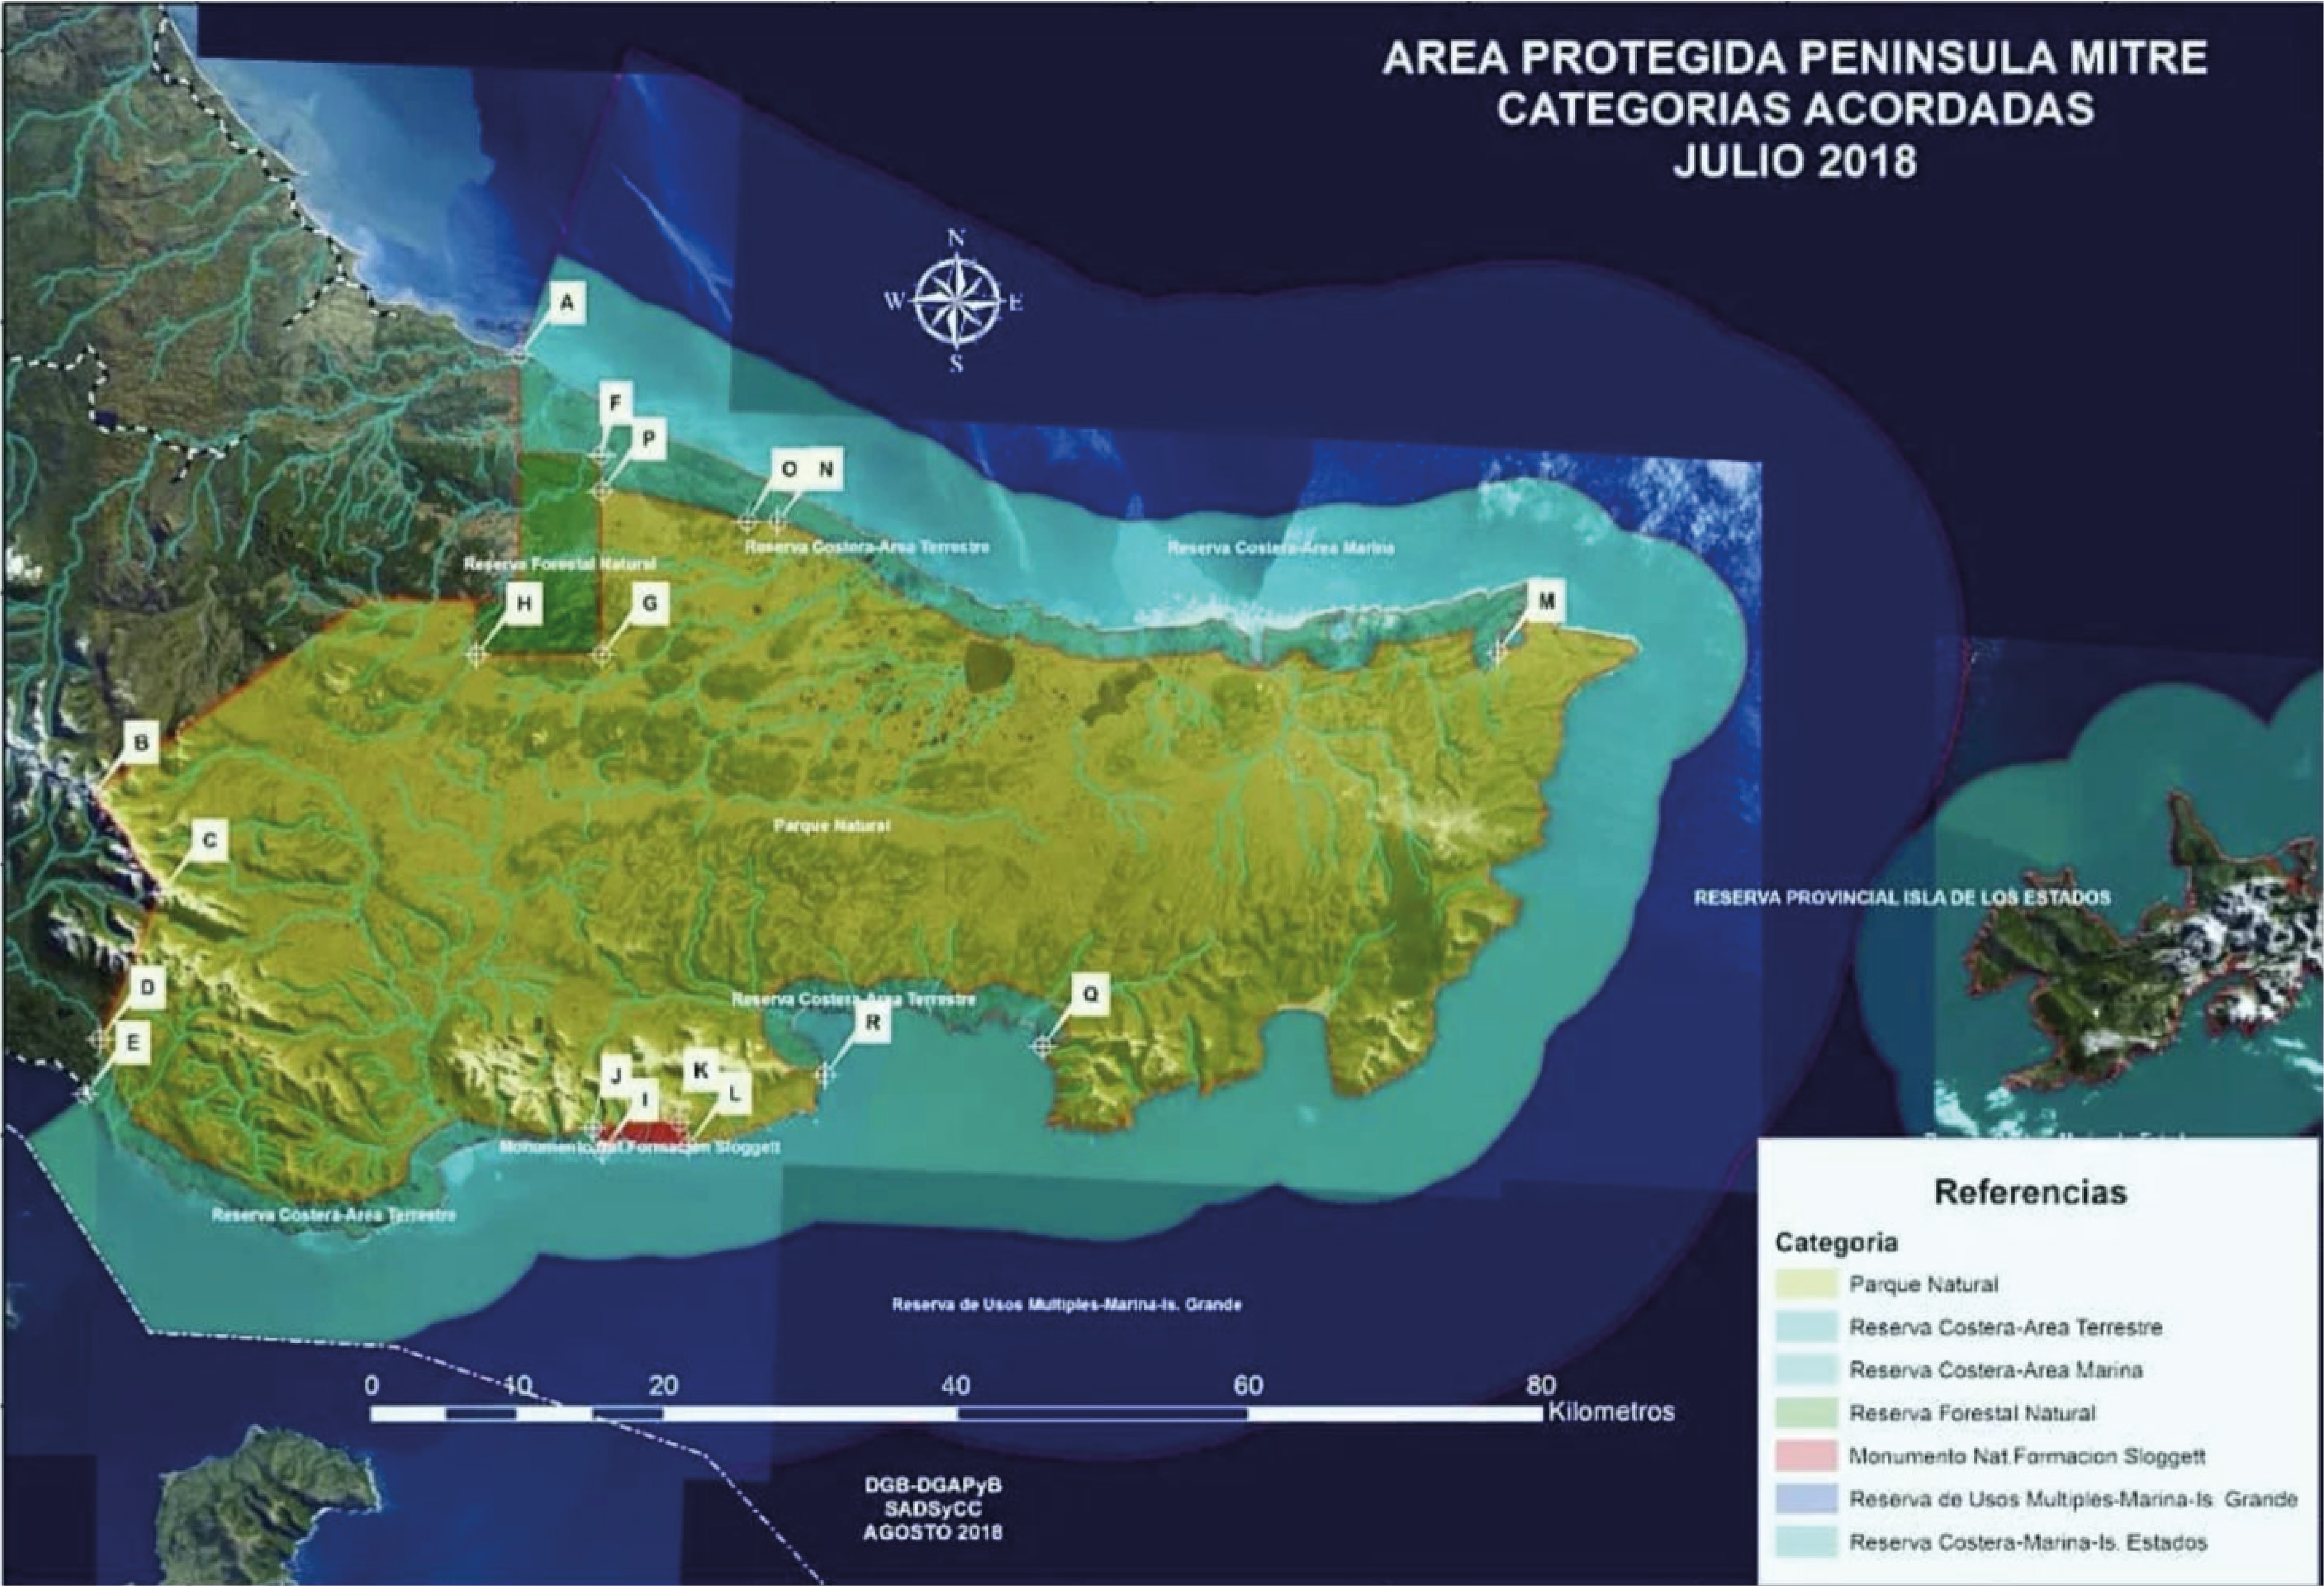 AREA PROTEGIDA PENINSULA MITRE
CATEGORIAS ACORDADAS
JULIO 2018
N
W E
S
A
F
P
O N
Reserva Costera-Area Terrestre
Reserva Costera-Area Marina
Reserva Forestal Natural
H
G
M
B
Parque Natural
C
RESERVA PROVINCIAL ISLA DE LOS ESTADOS
D
Q
Reserva Costera-Area Terrestre
R
E
J
K
I
L
Monumento Nat.Formacion Sloggett
Reserva Costera-Area Terrestre
Reserva de Usos Multiples-Marina-Is. Grande
0 10 20 40 60 80
Kilometros
DGB-DGAPyB
SADSyCC
AGOSTO 2018
Referencias
Categoria
Parque Natural
Reserva Costera-Area Terrestre
Reserva Costera-Area Marina
Reserva Forestal Natural
Monumento Nat.Formacion Sloggett
Reserva de Usos Multiples-Marina-Is. Grande
Reserva Costera-Marina-Is. Estados